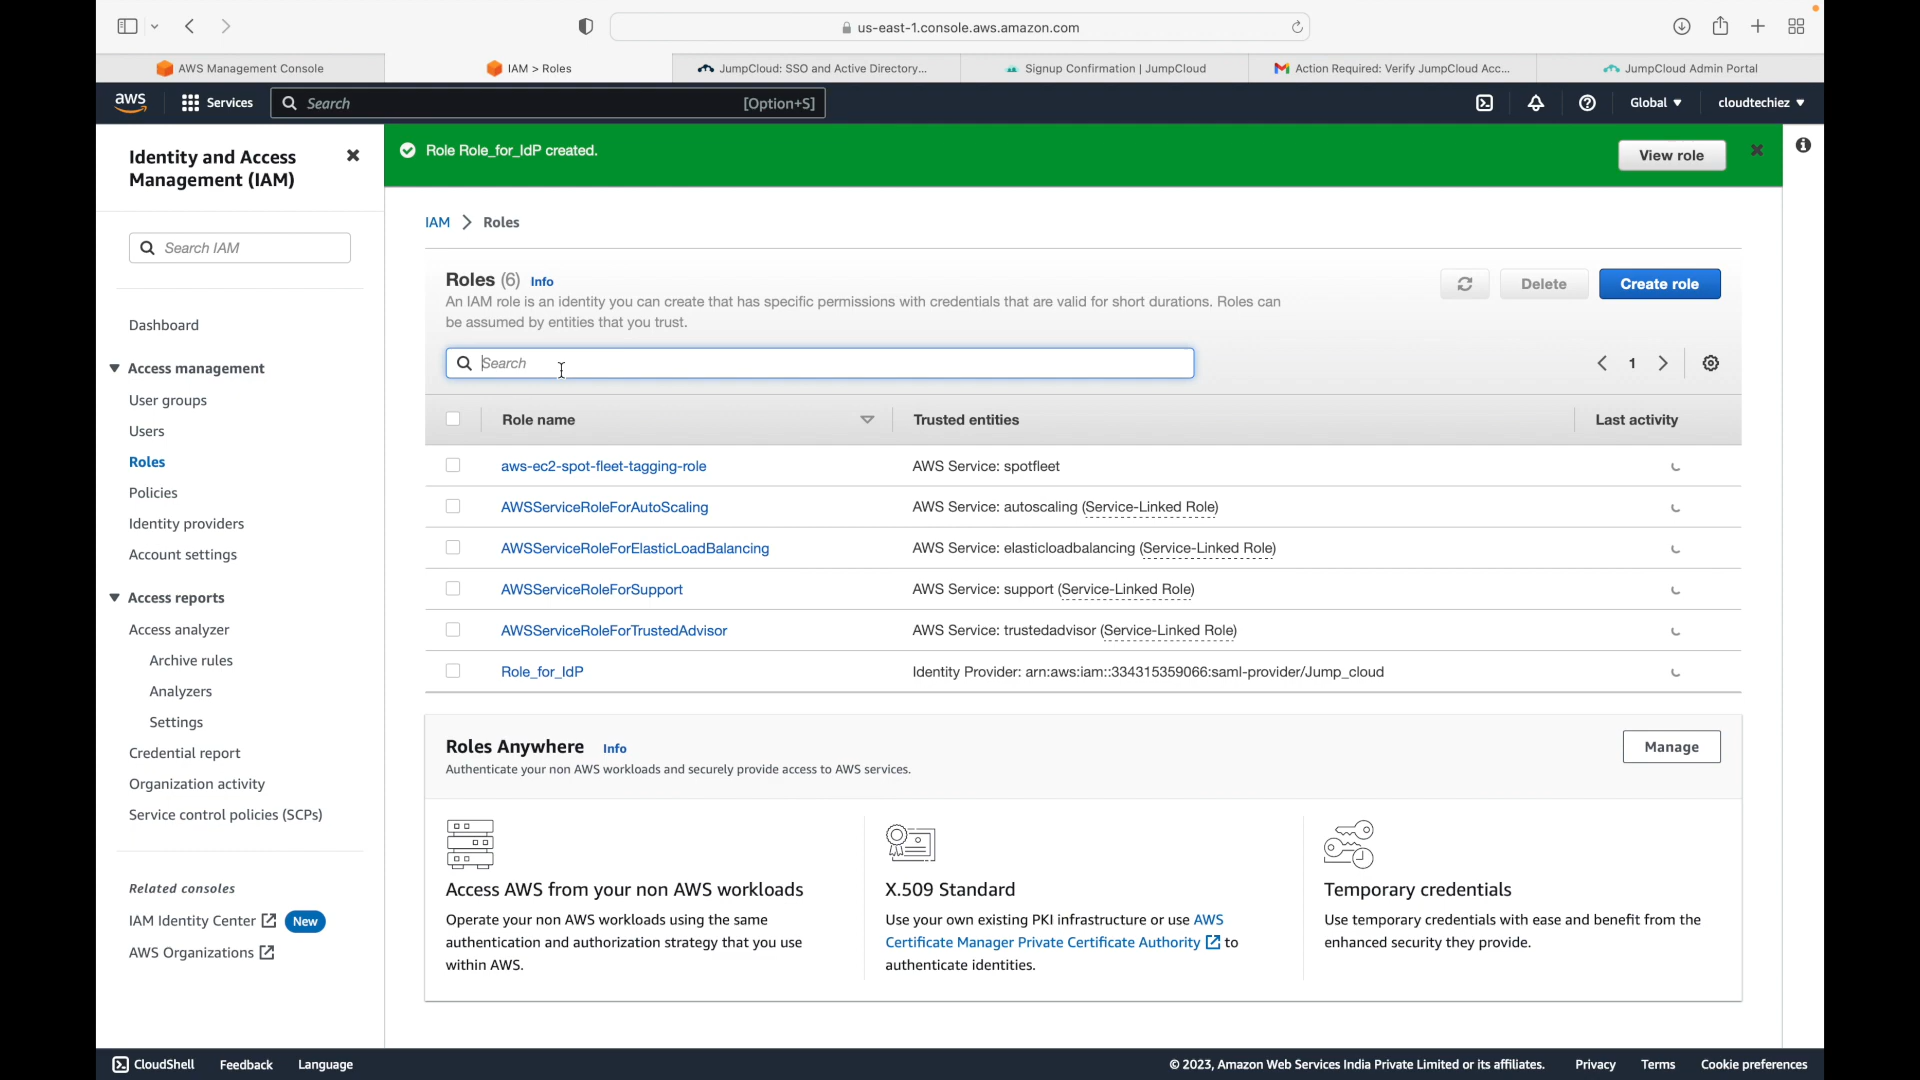 us-east-1.console.aws.amazon.com
AWS Management Console
IAM > Roles
JumpCloud: SSO and Active Directory...
Signup Confirmation | JumpCloud
Action Required: Verify JumpCloud Acc...
JumpCloud Admin Portal
aws
Services
Search
[Option+S]
Global
cloudtechiez
Identity and Access
Management (IAM)
Search IAM
Dashboard
Access management
User groups
Users
Roles
Policies
Identity providers
Account settings
Access reports
Access analyzer
Archive rules
Analyzers
Settings
Credential report
Organization activity
Service control policies (SCPs)
Related consoles
IAM Identity Center New
AWS Organizations
Role Role_for_IdP created.
View role
IAM > Roles
Roles (6) Info
An IAM role is an identity you can create that has specific permissions with credentials that are valid for short durations. Roles can
be assumed by entities that you trust.
Delete
Create role
Search
1
Role name Trusted entities Last activity
aws-ec2-spot-fleet-tagging-role AWS Service: spotfleet
AWSServiceRoleForAutoScaling AWS Service: autoscaling (Service-Linked Role)
AWSServiceRoleForElasticLoadBalancing AWS Service: elasticloadbalancing (Service-Linked Role)
AWSServiceRoleForSupport AWS Service: support (Service-Linked Role)
AWSServiceRoleForTrustedAdvisor AWS Service: trustedadvisor (Service-Linked Role)
Role_for_IdP Identity Provider: arn:aws:iam::334315359066:saml-provider/Jump_cloud
Roles Anywhere Info
Authenticate your non AWS workloads and securely provide access to AWS services.
Manage
Access AWS from your non AWS workloads
Operate your non AWS workloads using the same
authentication and authorization strategy that you use
within AWS.
X.509 Standard
Use your own existing PKI infrastructure or use AWS
Certificate Manager Private Certificate Authority to
authenticate identities.
Temporary credentials
Use temporary credentials with ease and benefit from the
enhanced security they provide.
CloudShell Feedback Language
© 2023, Amazon Web Services India Private Limited or its affiliates. Privacy Terms Cookie preferences